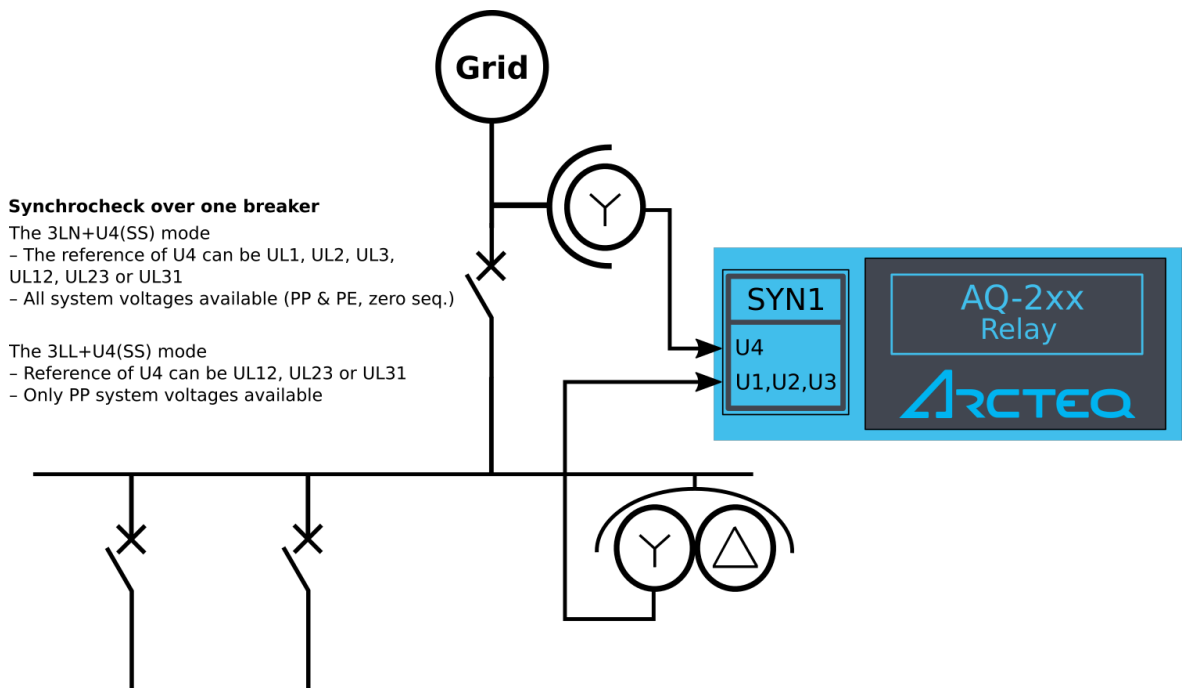 Grid
Synchrocheck over one breaker
The 3LN+U4(SS) mode
– The reference of U4 can be UL1, UL2, UL3,
UL12, UL23 or UL31
– All system voltages available (PP & PE, zero seq.)
The 3LL+U4(SS) mode
– Reference of U4 can be UL12, UL23 or UL31
– Only PP system voltages available
SYN1
U4
U1,U2,U3
AQ-2xx
Relay
ARCTEQ